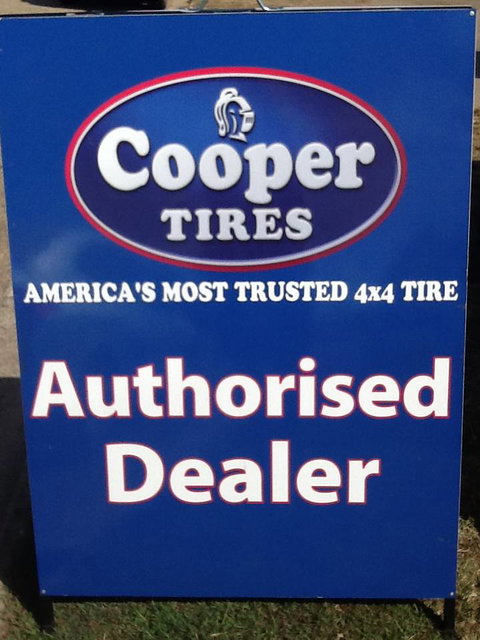 Cooper
TIRES
AMERICA'S MOST TRUSTED 4x4 TIRE
Authorised
Dealer